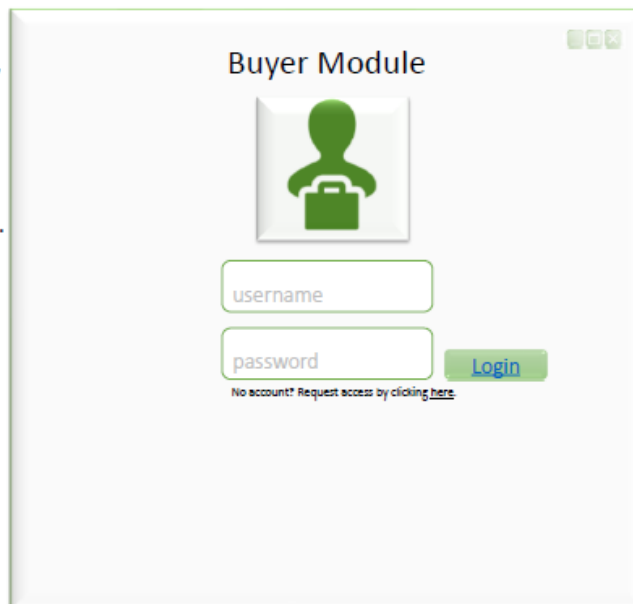 Buyer Module
username
password
Login
No account? Request access by clicking here.